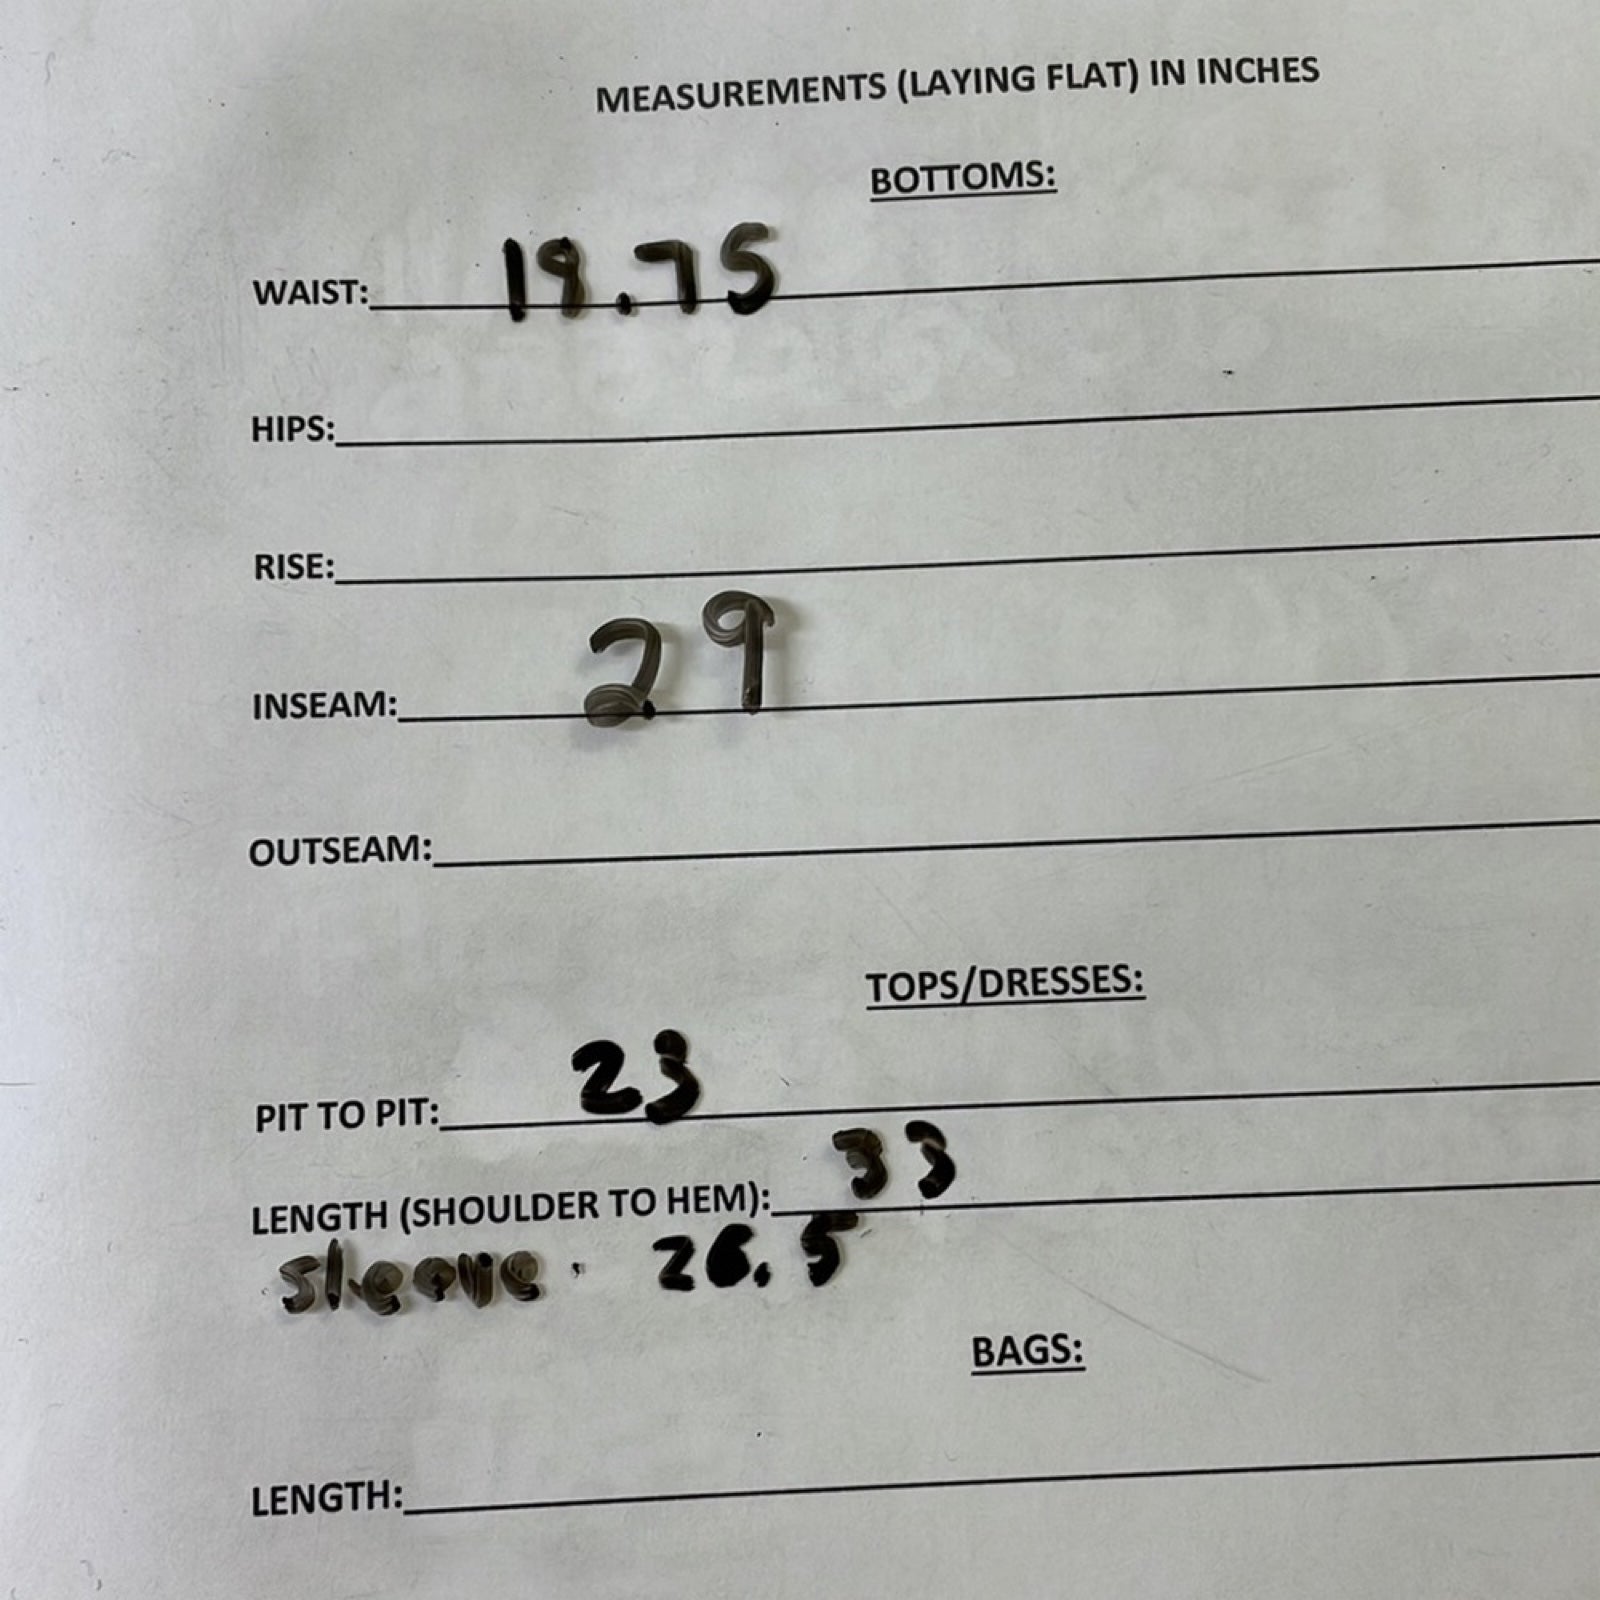 MEASUREMENTS (LAYING FLAT) IN INCHES
BOTTOMS:
WAIST: 19.75
HIPS:
RISE:
INSEAM: 29
OUTSEAM:
TOPS/DRESSES:
PIT TO PIT: 23
LENGTH (SHOULDER TO HEM): 33
Sleeve. 26.5
BAGS:
LENGTH: